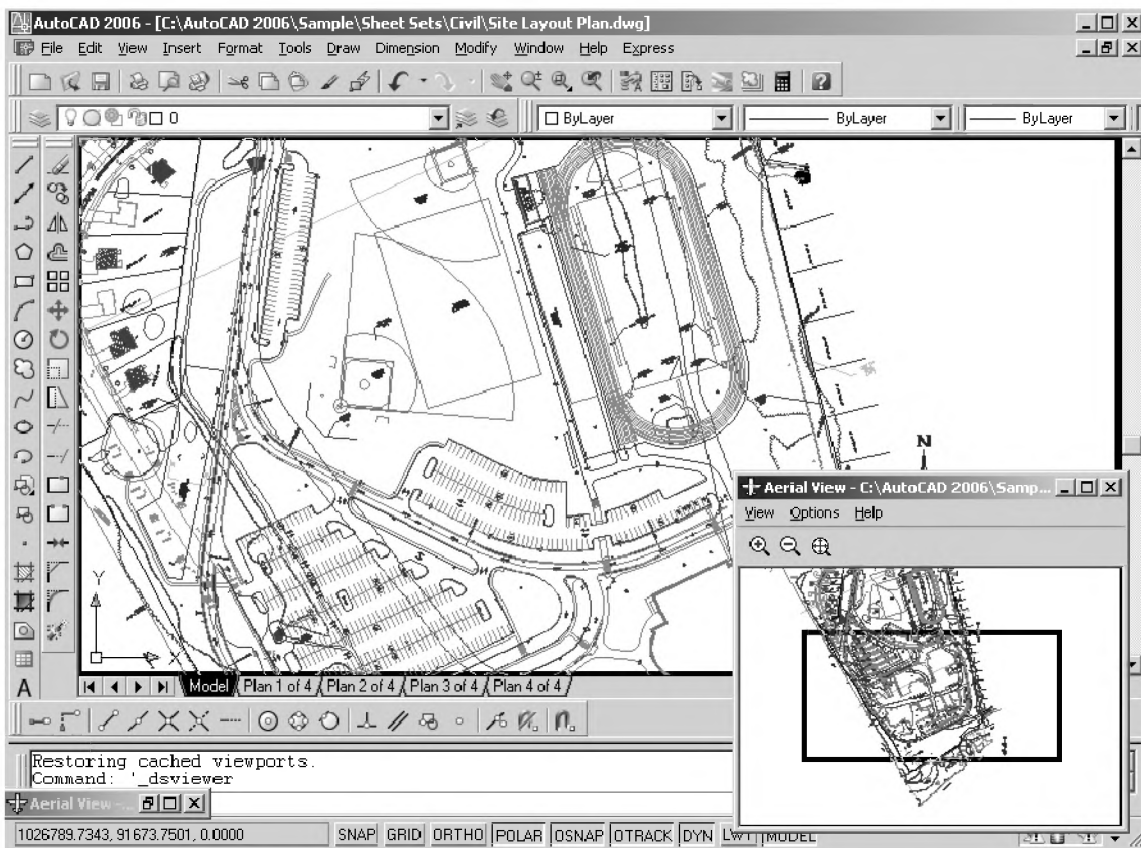 AutoCAD 2006 - [C:\AutoCAD 2006\Sample\Sheet Sets\Civil\Site Layout Plan.dwg]
File Edit View Insert Format Tools Draw Dimension Modify Window Help Express
0 ByLayer ByLayer ByLayer
N
Y
X
A
Model Plan 1 of 4 Plan 2 of 4 Plan 3 of 4 Plan 4 of 4
Aerial View - C:\AutoCAD 2006\Samp...
View Options Help
Restoring cached viewports.
Command: '_dsviewer
Aerial View -...
1026789.7343, 91673.7501, 0.0000 SNAP GRID ORTHO POLAR OSNAP OTRACK DYN LWT MODEL